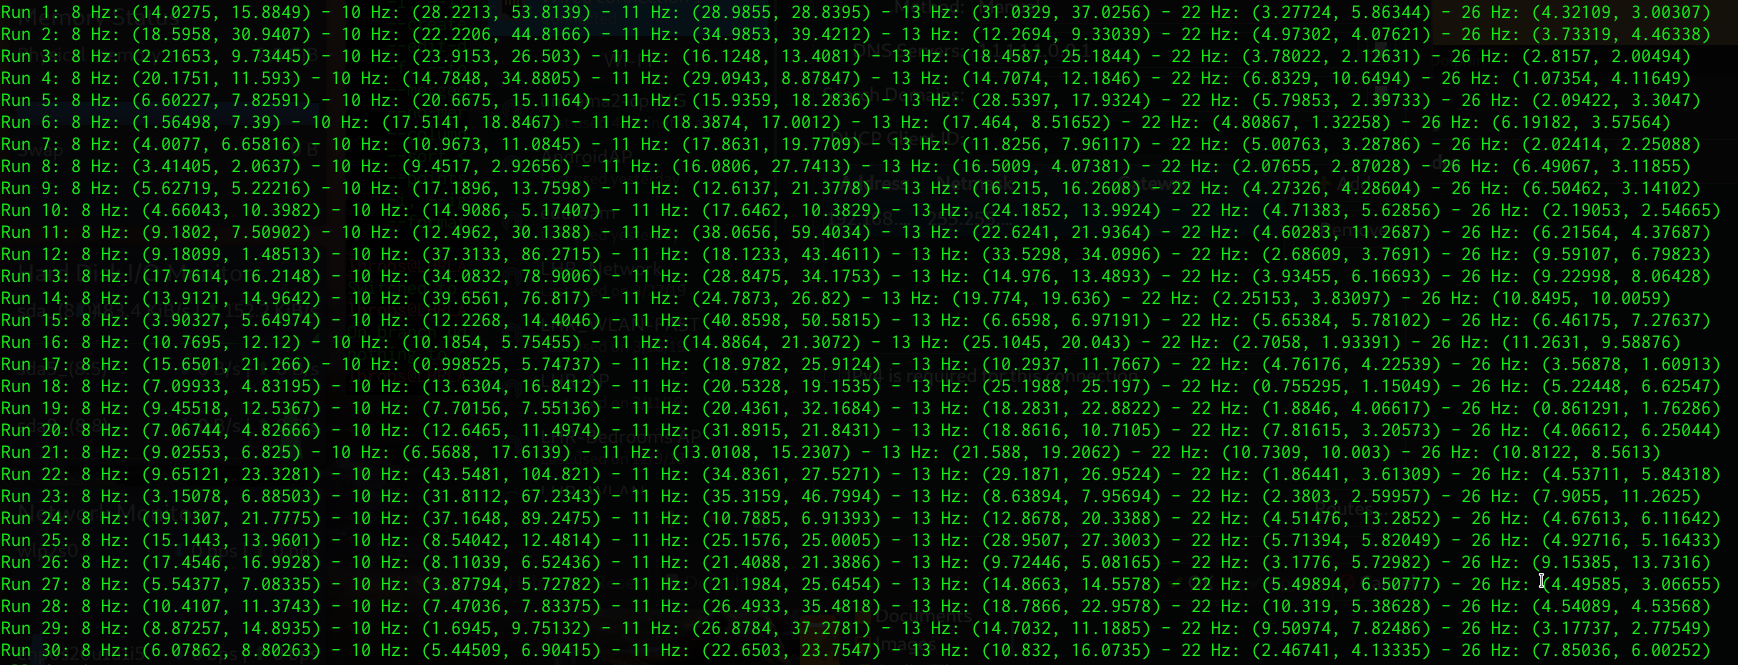 Run 1: 8 Hz: (14.0275, 15.8849) - 10 Hz: (28.2213, 53.8139) - 11 Hz: (28.9855, 28.8395) - 13 Hz: (31.0329, 37.0256) - 22 Hz: (3.27724, 5.86344) - 26 Hz: (4.32109, 3.00307)
Run 2: 8 Hz: (18.5958, 30.9407) - 10 Hz: (22.2206, 44.8166) - 11 Hz: (34.9853, 39.4212) - 13 Hz: (12.2694, 9.33039) - 22 Hz: (4.97302, 4.07621) - 26 Hz: (3.73319, 4.46338)
Run 3: 8 Hz: (2.21653, 9.73445) - 10 Hz: (23.9153, 26.503) - 11 Hz: (16.1248, 13.4081) - 13 Hz: (18.4587, 25.1844) - 22 Hz: (3.78022, 2.12631) - 26 Hz: (2.8157, 2.00494)
Run 4: 8 Hz: (20.1751, 11.593) - 10 Hz: (14.7848, 34.8805) - 11 Hz: (29.0943, 8.87847) - 13 Hz: (14.7074, 12.1846) - 22 Hz: (6.8329, 10.6494) - 26 Hz: (1.07354, 4.11649)
Run 5: 8 Hz: (6.60227, 7.82591) - 10 Hz: (20.6675, 15.1164) - 11 Hz: (15.9359, 18.2836) - 13 Hz: (28.5397, 17.9324) - 22 Hz: (5.79853, 2.39733) - 26 Hz: (2.09422, 3.3047)
Run 6: 8 Hz: (1.56498, 7.39) - 10 Hz: (17.5141, 18.8467) - 11 Hz: (18.3874, 17.0012) - 13 Hz: (17.464, 8.51652) - 22 Hz: (4.80867, 1.32258) - 26 Hz: (6.19182, 3.57564)
Run 7: 8 Hz: (4.0077, 6.65816) - 10 Hz: (10.9673, 11.0845) - 11 Hz: (17.8631, 19.7709) - 13 Hz: (11.8256, 7.96117) - 22 Hz: (5.00763, 3.28786) - 26 Hz: (2.02414, 2.25088)
Run 8: 8 Hz: (3.41405, 2.0637) - 10 Hz: (9.4517, 2.92656) - 11 Hz: (16.0806, 27.7413) - 13 Hz: (16.5009, 4.07381) - 22 Hz: (2.07655, 2.87028) - 26 Hz: (6.49067, 3.11855)
Run 9: 8 Hz: (5.62719, 5.22216) - 10 Hz: (17.1896, 13.7598) - 11 Hz: (12.6137, 21.3778) - 13 Hz: (19.2215, 16.2608) - 22 Hz: (4.27326, 4.28604) - 26 Hz: (6.50462, 3.14102)
Run 10: 8 Hz: (4.66043, 10.3982) - 10 Hz: (14.9086, 5.17407) - 11 Hz: (17.6462, 10.3829) - 13 Hz: (24.1852, 13.9924) - 22 Hz: (4.71383, 5.62856) - 26 Hz: (2.19053, 2.54665)
Run 11: 8 Hz: (9.1802, 7.50902) - 10 Hz: (12.4962, 30.1388) - 11 Hz: (38.0656, 59.4034) - 13 Hz: (22.6241, 21.9364) - 22 Hz: (4.60283, 1.12687) - 26 Hz: (6.21564, 4.37687)
Run 12: 8 Hz: (9.18099, 1.48513) - 10 Hz: (37.3133, 86.2715) - 11 Hz: (18.1233, 43.4611) - 13 Hz: (33.5298, 34.0996) - 22 Hz: (2.68609, 3.7691) - 26 Hz: (9.59107, 6.79823)
Run 13: 8 Hz: (17.7614, 16.2148) - 10 Hz: (34.0832, 78.9006) - 11 Hz: (28.8475, 34.1753) - 13 Hz: (14.976, 13.4893) - 22 Hz: (3.93455, 6.16693) - 26 Hz: (9.22998, 8.06428)
Run 14: 8 Hz: (13.9121, 14.9642) - 10 Hz: (39.6561, 76.817) - 11 Hz: (24.7873, 26.82) - 13 Hz: (19.774, 19.636) - 22 Hz: (2.25153, 3.83097) - 26 Hz: (10.8495, 10.0059)
Run 15: 8 Hz: (3.90327, 5.64974) - 10 Hz: (12.2268, 14.4046) - 11 Hz: (40.8598, 50.5815) - 13 Hz: (6.6598, 6.97191) - 22 Hz: (5.65384, 5.78102) - 26 Hz: (6.46175, 7.27637)
Run 16: 8 Hz: (10.7695, 12.12) - 10 Hz: (10.1854, 5.75455) - 11 Hz: (14.8864, 21.3072) - 13 Hz: (25.1045, 20.043) - 22 Hz: (2.7058, 1.93391) - 26 Hz: (11.2631, 9.58876)
Run 17: 8 Hz: (15.6501, 21.266) - 10 Hz: (0.998525, 5.74737) - 11 Hz: (18.9782, 25.9124) - 13 Hz: (10.2937, 11.7667) - 22 Hz: (4.76176, 4.22539) - 26 Hz: (3.56878, 1.60913)
Run 18: 8 Hz: (7.09933, 4.83195) - 10 Hz: (13.6304, 16.8412) - 11 Hz: (20.5328, 19.1535) - 13 Hz: (25.1988, 25.197) - 22 Hz: (0.755295, 1.15049) - 26 Hz: (5.22448, 6.62547)
Run 19: 8 Hz: (9.45518, 12.5367) - 10 Hz: (7.70156, 7.55136) - 11 Hz: (20.4361, 32.1684) - 13 Hz: (18.2831, 22.8822) - 22 Hz: (1.8846, 4.06617) - 26 Hz: (0.861291, 1.76286)
Run 20: 8 Hz: (7.06744, 4.82666) - 10 Hz: (12.6465, 11.4974) - 11 Hz: (31.8915, 21.8431) - 13 Hz: (18.8616, 10.7105) - 22 Hz: (7.81615, 3.20573) - 26 Hz: (4.06612, 6.25044)
Run 21: 8 Hz: (9.02553, 6.825) - 10 Hz: (6.5688, 17.6139) - 11 Hz: (13.0108, 15.2307) - 13 Hz: (21.588, 19.2062) - 22 Hz: (10.7309, 10.003) - 26 Hz: (10.8122, 8.5613)
Run 22: 8 Hz: (9.65121, 23.3281) - 10 Hz: (43.5481, 104.821) - 11 Hz: (34.8361, 27.5271) - 13 Hz: (29.1871, 26.9524) - 22 Hz: (1.86441, 3.61309) - 26 Hz: (4.53711, 5.84318)
Run 23: 8 Hz: (3.15078, 6.88503) - 10 Hz: (31.8112, 67.2343) - 11 Hz: (35.3159, 46.7994) - 13 Hz: (8.63894, 7.95694) - 22 Hz: (2.3803, 2.59957) - 26 Hz: (7.9055, 11.2625)
Run 24: 8 Hz: (19.1307, 21.7775) - 10 Hz: (37.1648, 89.2475) - 11 Hz: (10.7885, 6.91393) - 13 Hz: (12.8678, 20.3388) - 22 Hz: (4.51476, 13.2852) - 26 Hz: (4.67613, 6.11642)
Run 25: 8 Hz: (15.1443, 13.9601) - 10 Hz: (8.54042, 12.4814) - 11 Hz: (25.1576, 25.0005) - 13 Hz: (28.9507, 27.3003) - 22 Hz: (5.71394, 5.82049) - 26 Hz: (4.92716, 5.16433)
Run 26: 8 Hz: (17.4546, 16.9928) - 10 Hz: (8.11039, 6.52436) - 11 Hz: (21.4088, 21.3886) - 13 Hz: (9.72446, 5.08165) - 22 Hz: (3.1776, 5.72982) - 26 Hz: (9.15385, 13.7316)
Run 27: 8 Hz: (5.54377, 7.08335) - 10 Hz: (3.87794, 5.72782) - 11 Hz: (21.1984, 25.6454) - 13 Hz: (14.8663, 14.5578) - 22 Hz: (5.49894, 6.50777) - 26 Hz: (4.49585, 3.06655)
Run 28: 8 Hz: (10.4107, 11.3743) - 10 Hz: (7.47036, 7.83375) - 11 Hz: (26.4933, 35.4818) - 13 Hz: (18.7866, 22.9578) - 22 Hz: (10.319, 5.38628) - 26 Hz: (4.54089, 4.53568)
Run 29: 8 Hz: (8.87257, 14.8935) - 10 Hz: (1.6945, 9.75132) - 11 Hz: (26.8784, 37.2781) - 13 Hz: (14.7032, 11.1885) - 22 Hz: (9.50974, 7.82486) - 26 Hz: (3.17737, 2.77549)
Run 30: 8 Hz: (6.07862, 8.80263) - 10 Hz: (5.44509, 6.90415) - 11 Hz: (22.6503, 23.7547) - 13 Hz: (10.832, 16.0735) - 22 Hz: (2.46741, 4.13335) - 26 Hz: (7.85036, 6.00252)